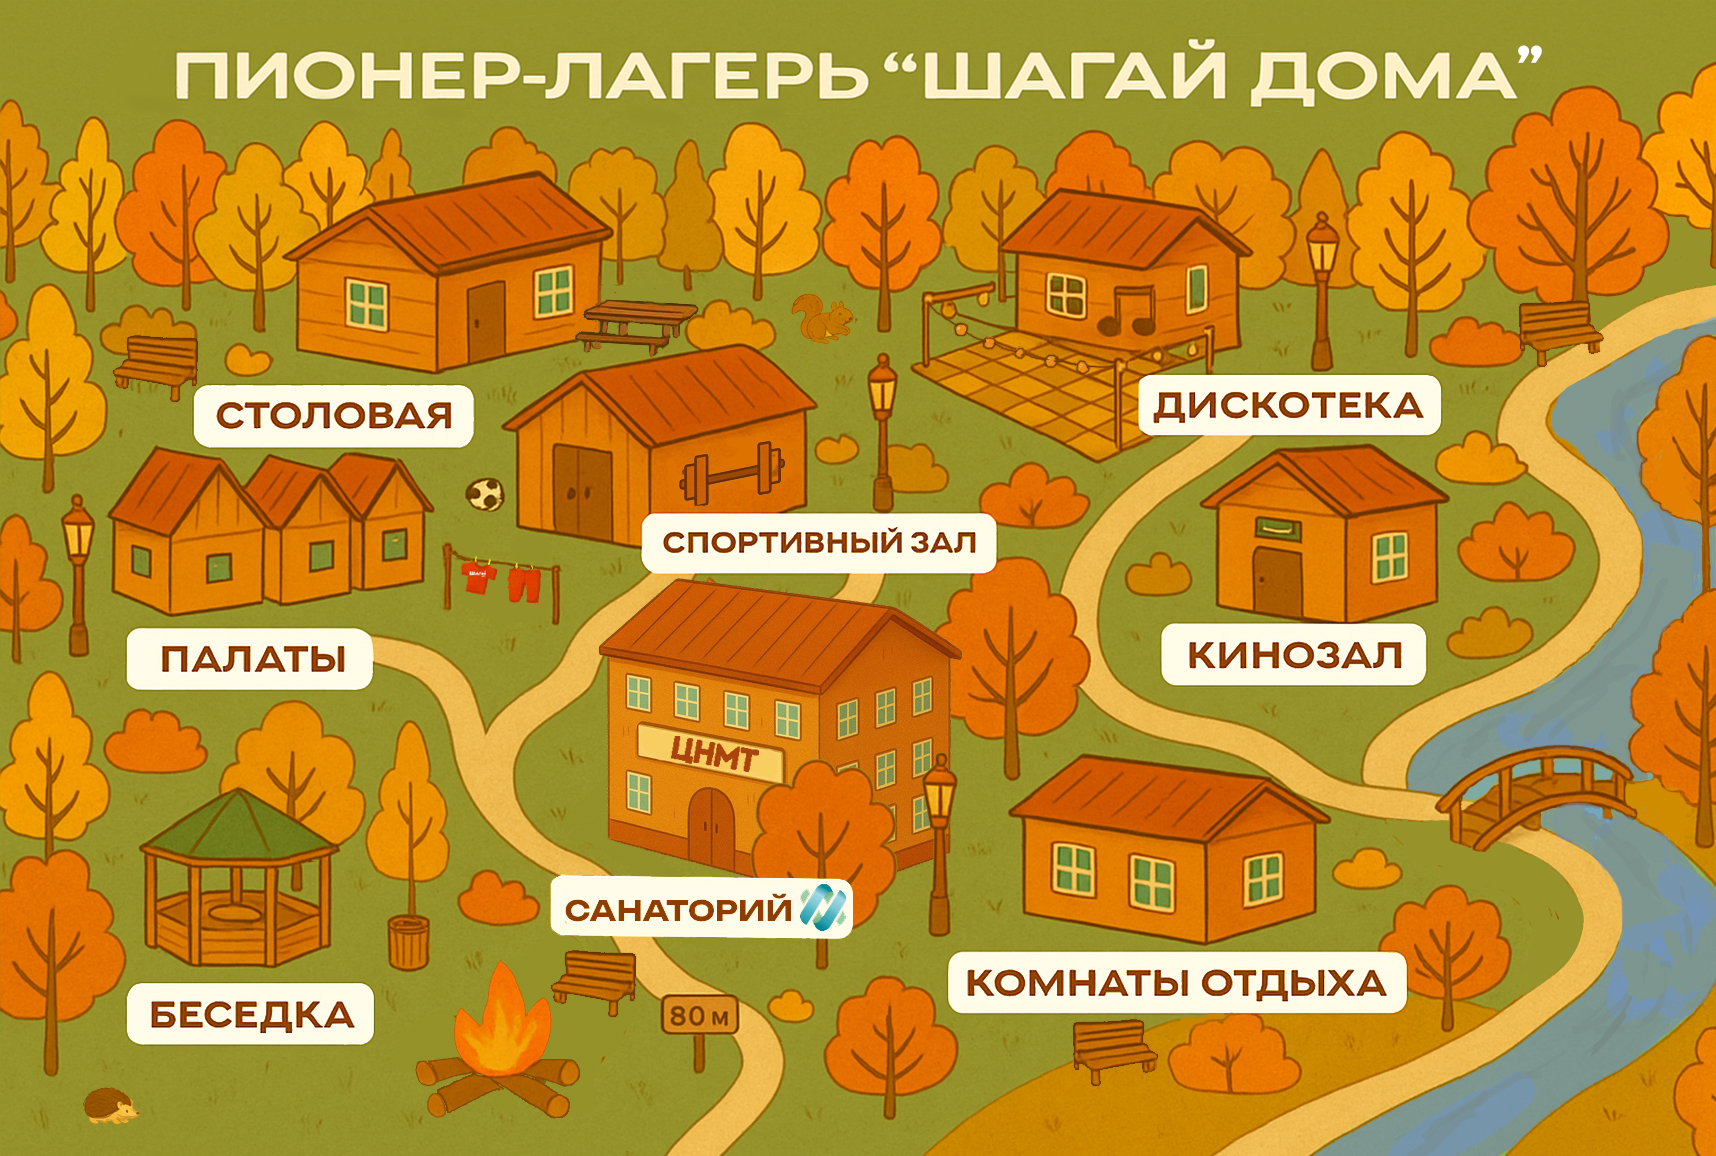 ПИОНЕР-ЛАГЕРЬ “ШАГАЙ ДОМА”
СТОЛОВАЯ
ДИСКОТЕКА
СПОРТИВНЫЙ ЗАЛ
ПАЛАТЫ
КИНОЗАЛ
ЦНМТ
САНАТОРИЙ
КОМНАТЫ ОТДЫХА
БЕСЕДКА
80 м